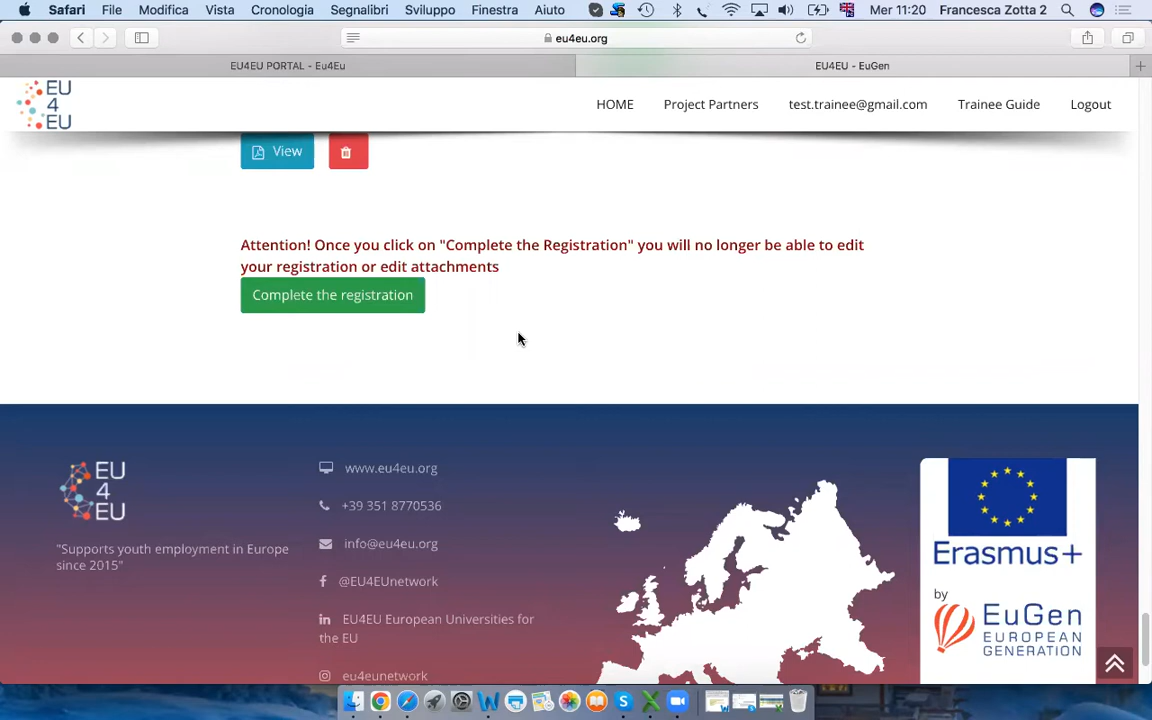 Safari File Modifica Vista Cronologia Segnalibri Sviluppo Finestra Aiuto Mer 11:20 Francesca Zotta 2
eu4eu.org
EU4EU PORTAL - Eu4Eu EU4EU - EuGen
EU
4
EU
HOME Project Partners test.trainee@gmail.com Trainee Guide Logout
View
Attention! Once you click on "Complete the Registration" you will no longer be able to edit
your registration or edit attachments
Complete the registration
EU
4
EU
"Supports youth employment in Europe
since 2015"
www.eu4eu.org
+39 351 8770536
info@eu4eu.org
@EU4EUnetwork
EU4EU European Universities for
the EU
eu4eunetwork
Erasmus+
by
EuGen
EUROPEAN
GENERATION